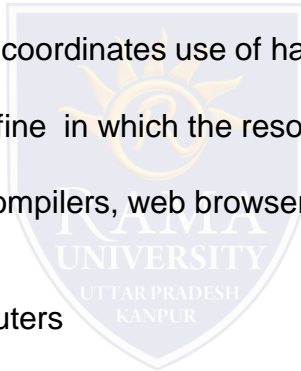 coordinates use of ha
fine in which the reso
ompilers, web browser
RAMA
UNIVERSITY
UTTAR PRADESH
KANPUR
uters